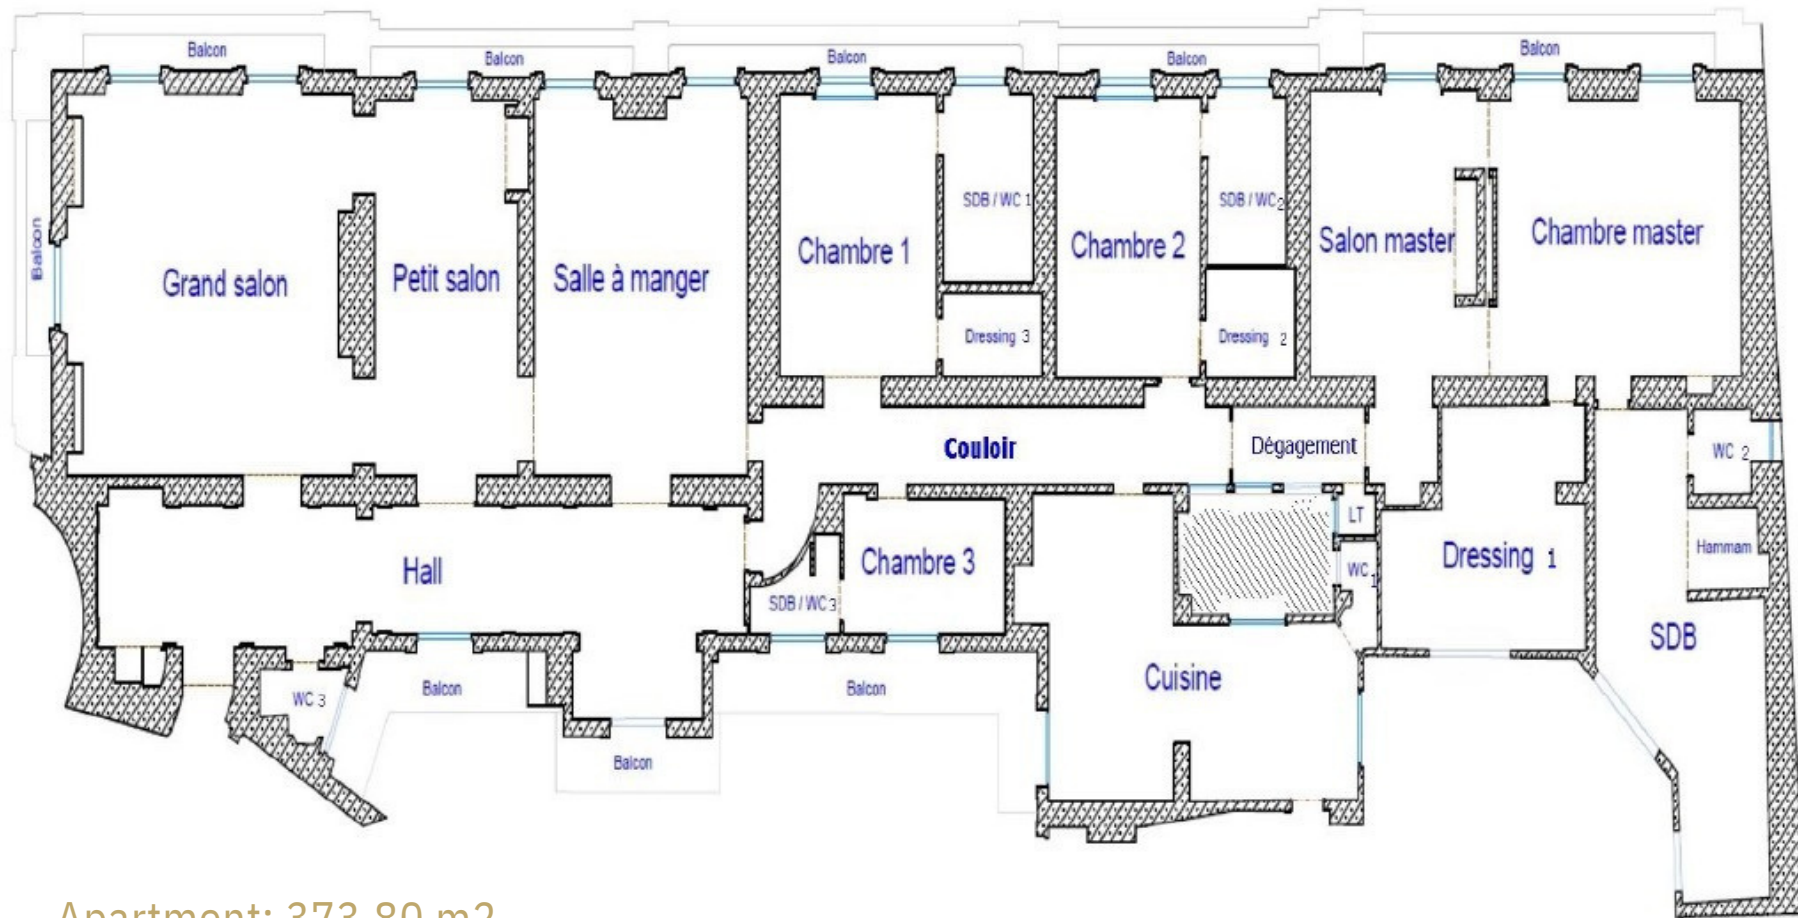 Balcon
Balcon
Balcon
Balcon
Balcon
Balcon
Grand salon
Petit salon
Salle à manger
Chambre 1
SDB / WC 1
Dressing 3
Chambre 2
SDB / WC 2
Dressing 2
Salon master
Chambre master
Couloir
Dégagement
WC 2
Hall
Chambre 3
SDB / WC 3
LT
WC 1
Dressing 1
Hammam
SDB
Cuisine
WC 3
Balcon
Balcon
Balcon
Apartment: 373,80 m2